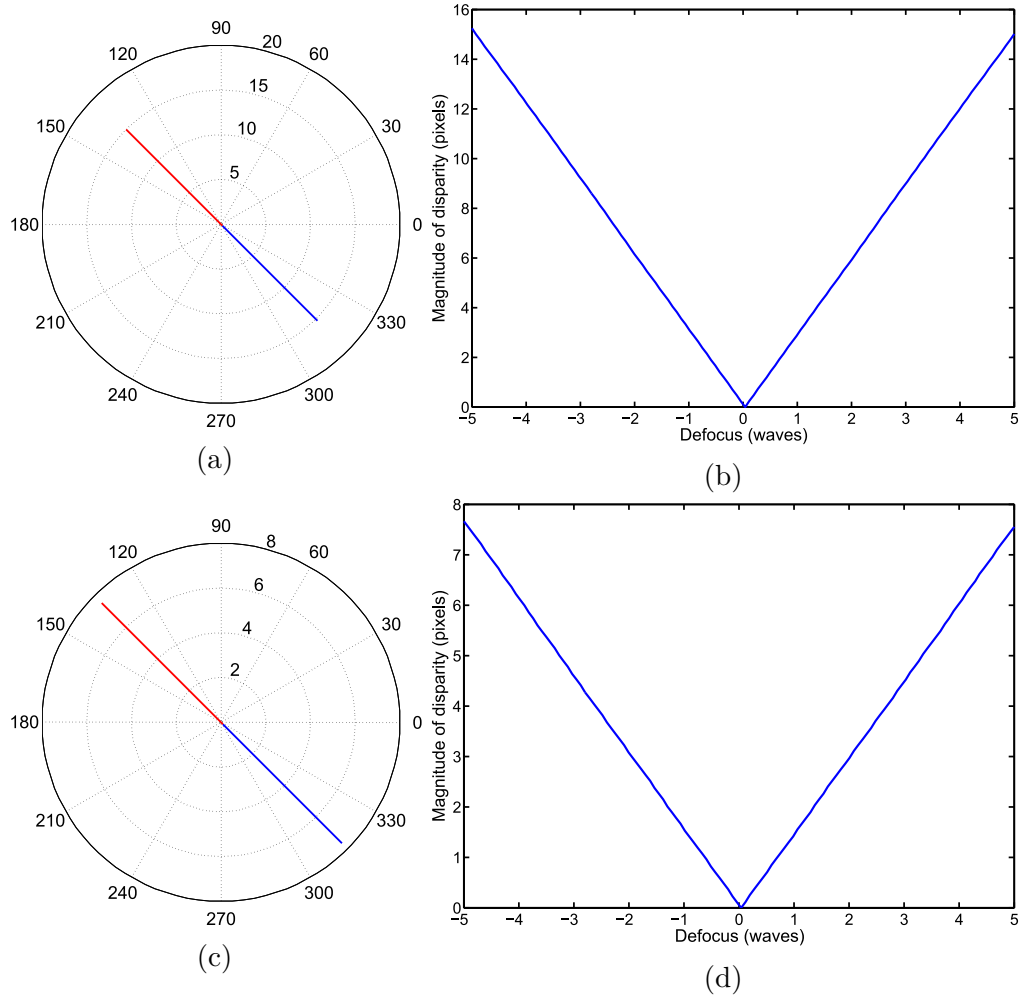 90
120 20 60
15
150 10 30
5
180 0
210 330
240 300
270
(a)
16
14
12
10
8
6
4
2
0
Magnitude of disparity (pixels)
−5 −4 −3 −2 −1 0 1 2 3 4 5
Defocus (waves)
(b)
90
120 8 60
6
150 4 30
2
180 0
210 330
240 300
270
(c)
8
7
6
5
4
3
2
1
0
Magnitude of disparity (pixels)
−5 −4 −3 −2 −1 0 1 2 3 4 5
Defocus (waves)
(d)